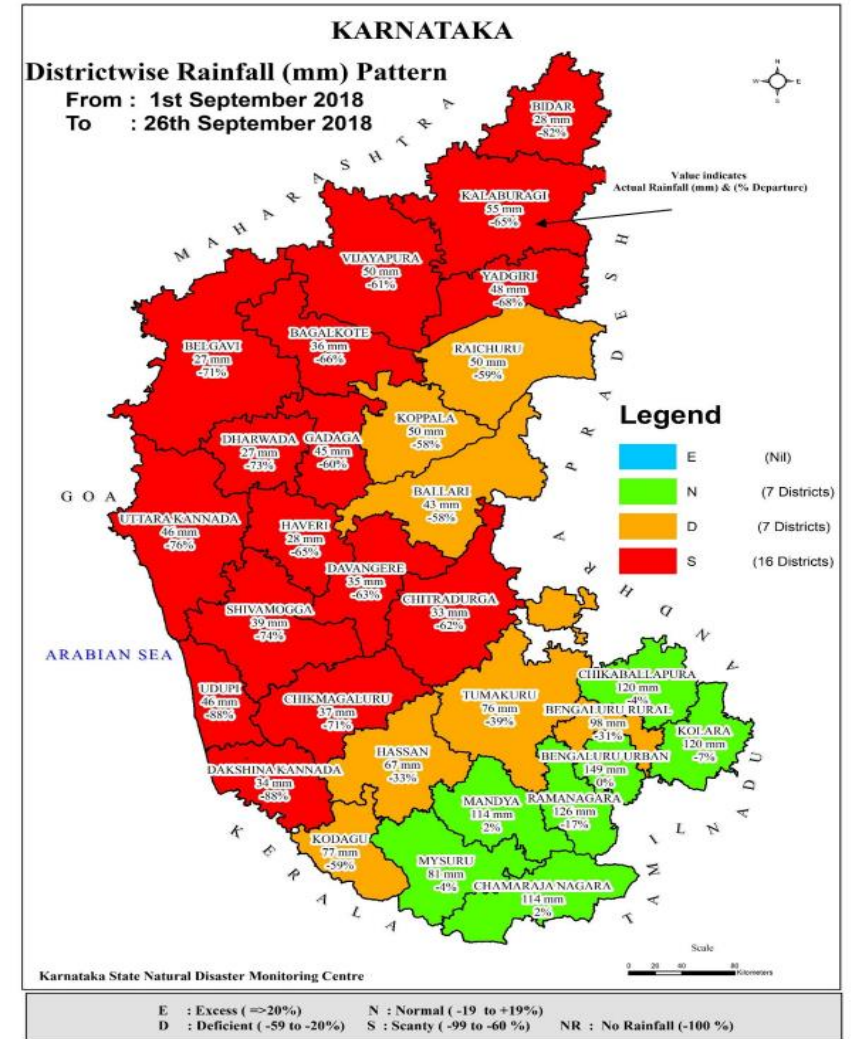 KARNATAKA
Districtwise Rainfall (mm) Pattern
From : 1st September 2018
To : 26th September 2018
N
W E
S
MAHARASHTRA
BIDAR
28 mm
-82%
Value indicates
Actual Rainfall (mm) & (% Departure)
KALABURAGI
55 mm
-65%
VIJAYAPURA
50 mm
-61%
YADGIRI
48 mm
-68%
BELGAVI
27 mm
-71%
BAGALKOTE
36 mm
-66%
RAICHURU
50 mm
-59%
ANDHRA PRADESH
KOPPALA
50 mm
-58%
DHARWADA
27 mm
-73%
GADAGA
45 mm
-60%
BALLARI
43 mm
-58%
GOA
UTTARA KANNADA
46 mm
-76%
HAVERI
28 mm
-65%
DAVANGERE
35 mm
-63%
CHITRADURGA
33 mm
-62%
SHIVAMOGGA
39 mm
-74%
ARABIAN SEA
UDUPI
46 mm
-88%
CHIKMAGALURU
37 mm
-71%
TUMAKURU
76 mm
-39%
CHIKABALLAPURA
120 mm
-4%
BENGALURU RURAL
98 mm
-31%
KOLARA
120 mm
-7%
HASSAN
67 mm
-33%
BENGALURU URBAN
149 mm
0%
DAKSHINA KANNADA
34 mm
-88%
MANDYA
114 mm
2%
RAMANAGARA
126 mm
-17%
KODAGU
77 mm
-59%
MYSURU
81 mm
-4%
CHAMARAJA NAGARA
114 mm
2%
KERALA
TAMILNADU
Legend
E (Nil)
N (7 Districts)
D (7 Districts)
S (16 Districts)
Scale
0 20 40 80
Kilometers
Karnataka State Natural Disaster Monitoring Centre
E : Excess ( =>20%) N : Normal ( -19 to +19%)
D : Deficient ( -59 to -20%) S : Scanty ( -99 to -60 %) NR : No Rainfall (-100 %)